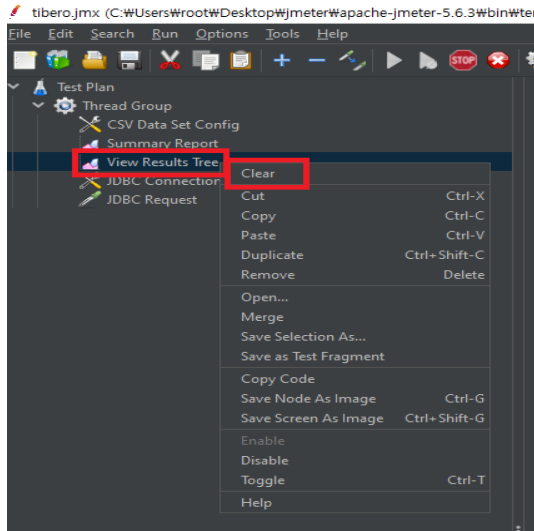 tibero.jmx (C:₩Users₩root₩Desktop₩jmeter₩apache-jmeter-5.6.3₩bin₩te
File Edit Search Run Options Tools Help
STOP
Test Plan
Thread Group
CSV Data Set Config
Summary Report
View Results Tree
JDBC Connection
JDBC Request
Clear
Cut Ctrl-X
Copy Ctrl-C
Paste Ctrl-V
Duplicate Ctrl+Shift-C
Remove Delete
Open...
Merge
Save Selection As...
Save as Test Fragment
Copy Code
Save Node As Image Ctrl-G
Save Screen As Image Ctrl+Shift-G
Enable
Disable
Toggle Ctrl-T
Help